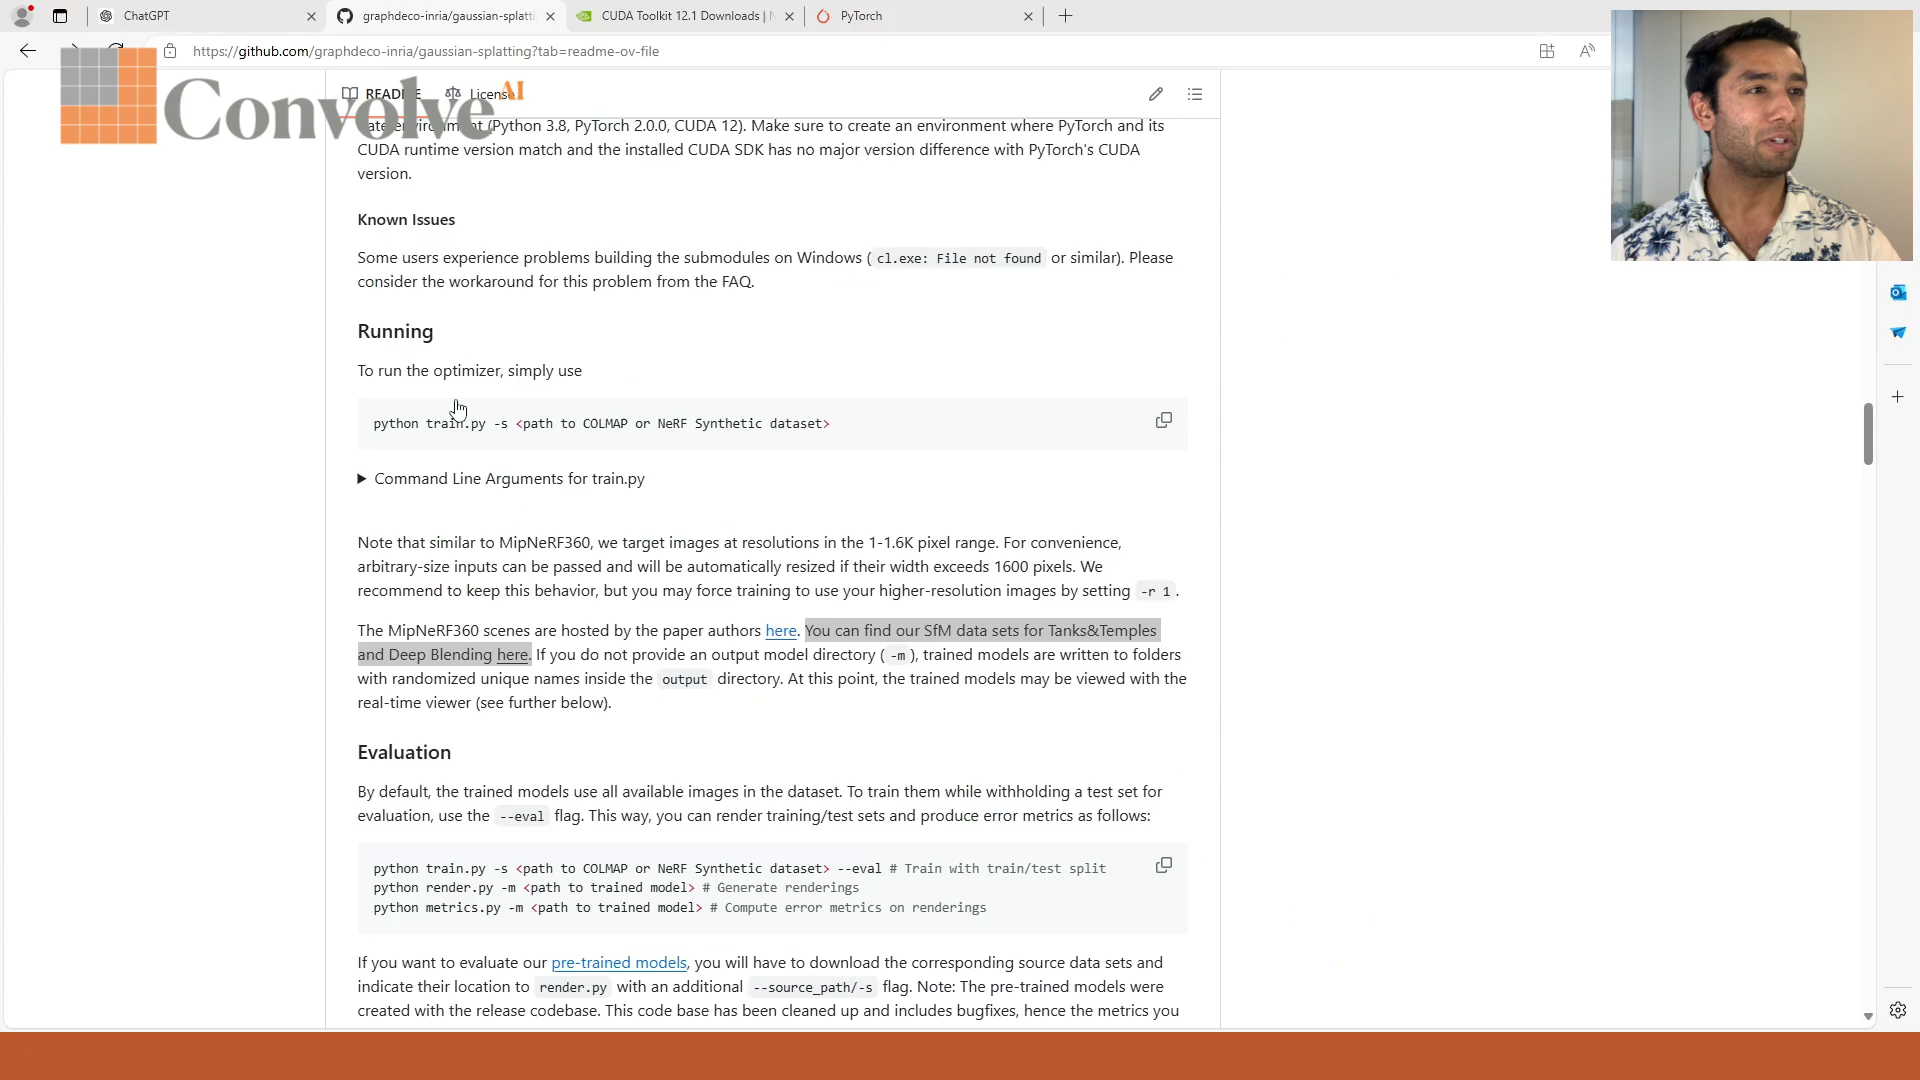 ChatGPT
graphdeco-inria/gaussian-splatti
CUDA Toolkit 12.1 Downloads |
PyTorch
https://github.com/graphdeco-inria/gaussian-splatting?tab=readme-ov-file
Convolve AI
README
License
(Python 3.8, PyTorch 2.0.0, CUDA 12). Make sure to create an environment where PyTorch and its
CUDA runtime version match and the installed CUDA SDK has no major version difference with PyTorch's CUDA
version.
Known Issues
Some users experience problems building the submodules on Windows ( cl.exe: File not found or similar). Please
consider the workaround for this problem from the FAQ.
Running
To run the optimizer, simply use
python train.py -s <path to COLMAP or NeRF Synthetic dataset>
Command Line Arguments for train.py
Note that similar to MipNeRF360, we target images at resolutions in the 1-1.6K pixel range. For convenience,
arbitrary-size inputs can be passed and will be automatically resized if their width exceeds 1600 pixels. We
recommend to keep this behavior, but you may force training to use your higher-resolution images by setting -r 1 .
The MipNeRF360 scenes are hosted by the paper authors here. You can find our SfM data sets for Tanks&Temples
and Deep Blending here. If you do not provide an output model directory ( -m ), trained models are written to folders
with randomized unique names inside the output directory. At this point, the trained models may be viewed with the
real-time viewer (see further below).
Evaluation
By default, the trained models use all available images in the dataset. To train them while withholding a test set for
evaluation, use the --eval flag. This way, you can render training/test sets and produce error metrics as follows:
python train.py -s <path to COLMAP or NeRF Synthetic dataset> --eval # Train with train/test split
python render.py -m <path to trained model> # Generate renderings
python metrics.py -m <path to trained model> # Compute error metrics on renderings
If you want to evaluate our pre-trained models, you will have to download the corresponding source data sets and
indicate their location to render.py with an additional --source_path/-s flag. Note: The pre-trained models were
created with the release codebase. This code base has been cleaned up and includes bugfixes, hence the metrics you